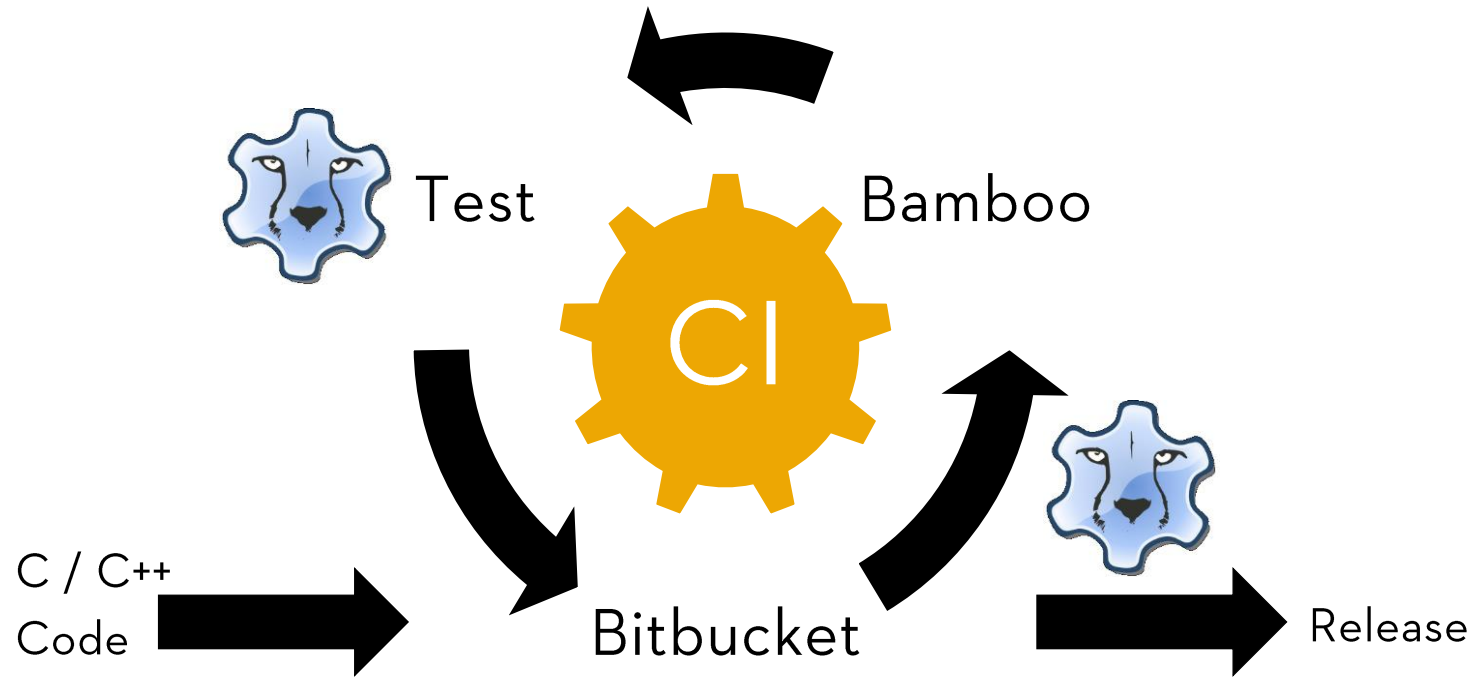 Test
Bamboo
CI
C / C++
Code
Bitbucket
Release